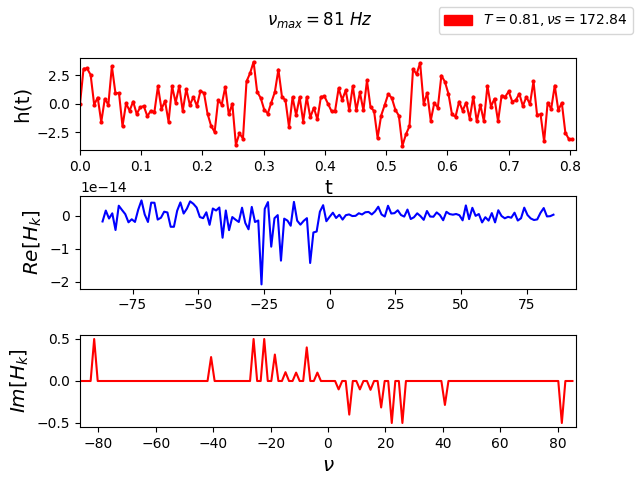 ν_max = 81 Hz
T = 0.81, νs = 172.84
h(t)
2.5
0.0
−2.5
0.0 0.1 0.2 0.3 0.4 0.5 0.6 0.7 0.8
t
1e−14
Re[H_k]
0
−1
−2
−75 −50 −25 0 25 50 75
Im[H_k]
0.5
0.0
−0.5
−80 −60 −40 −20 0 20 40 60 80
ν